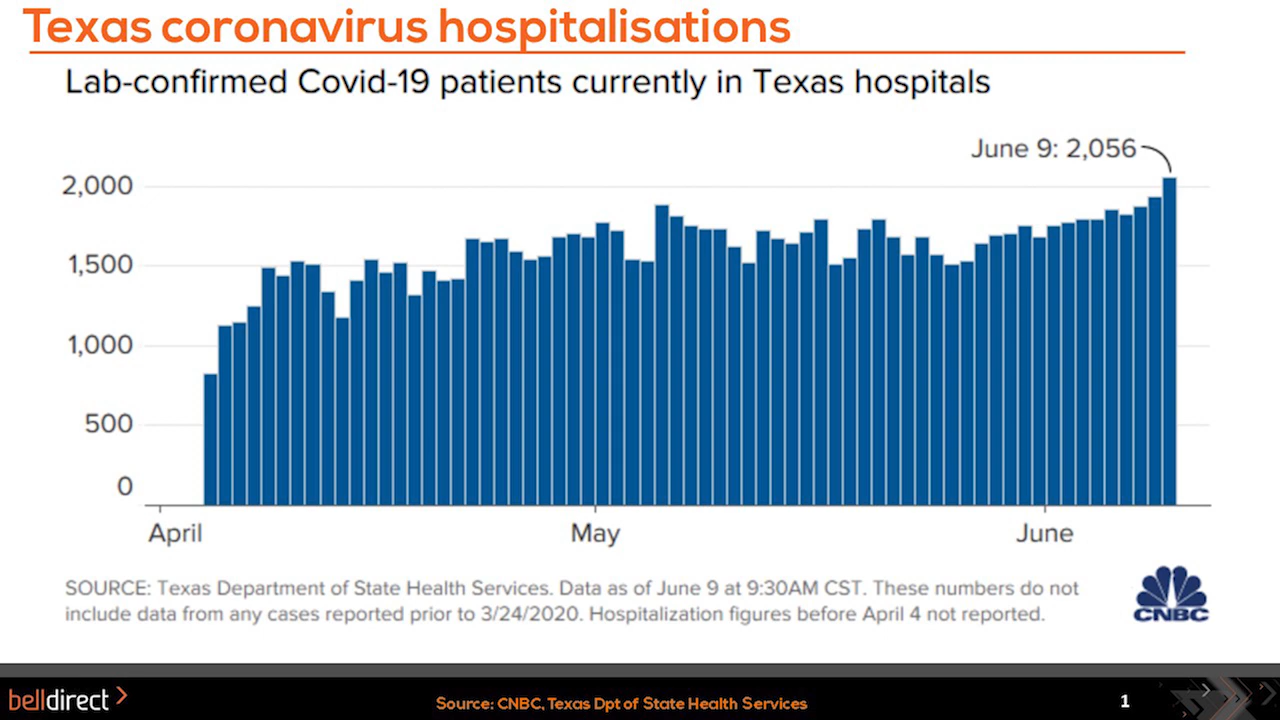 Texas coronavirus hospitalisations
Lab-confirmed Covid-19 patients currently in Texas hospitals
June 9: 2,056
2,000
1,500
1,000
500
0
April May June
SOURCE: Texas Department of State Health Services. Data as of June 9 at 9:30AM CST. These numbers do not
include data from any cases reported prior to 3/24/2020. Hospitalization figures before April 4 not reported.
CNBC
belldirect
Source: CNBC, Texas Dpt of State Health Services
1